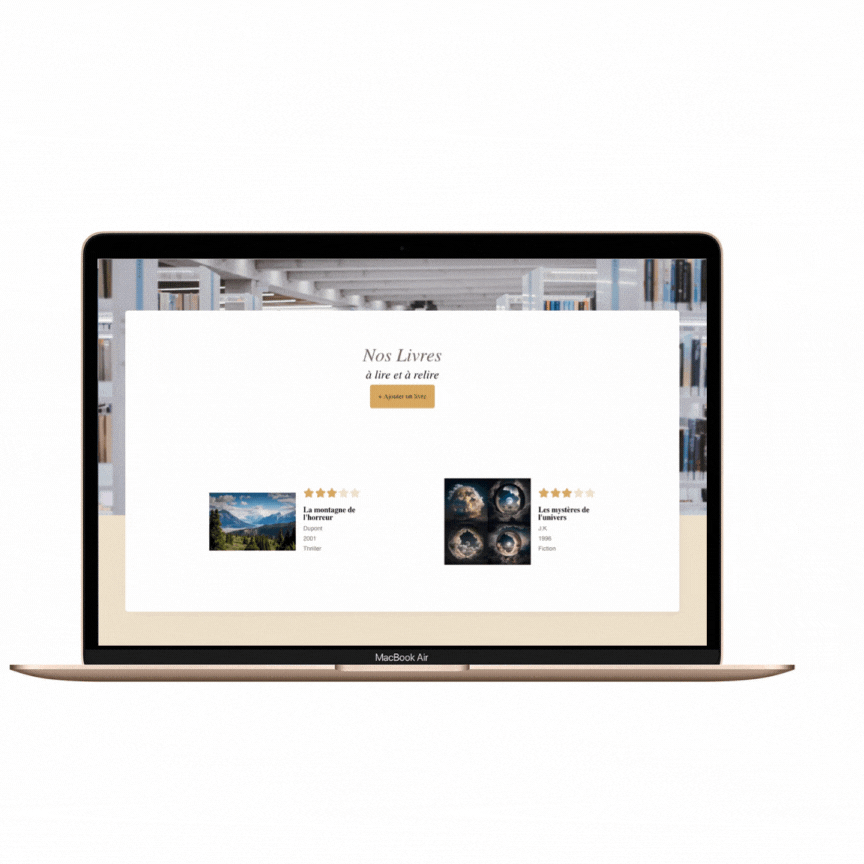 Nos Livres
à lire et à relire
+ Ajouter un livre
La montagne de
l'horreur
Dupont
2001
Thriller
Les mystères de
l'univers
J.K
1996
Fiction
MacBook Air